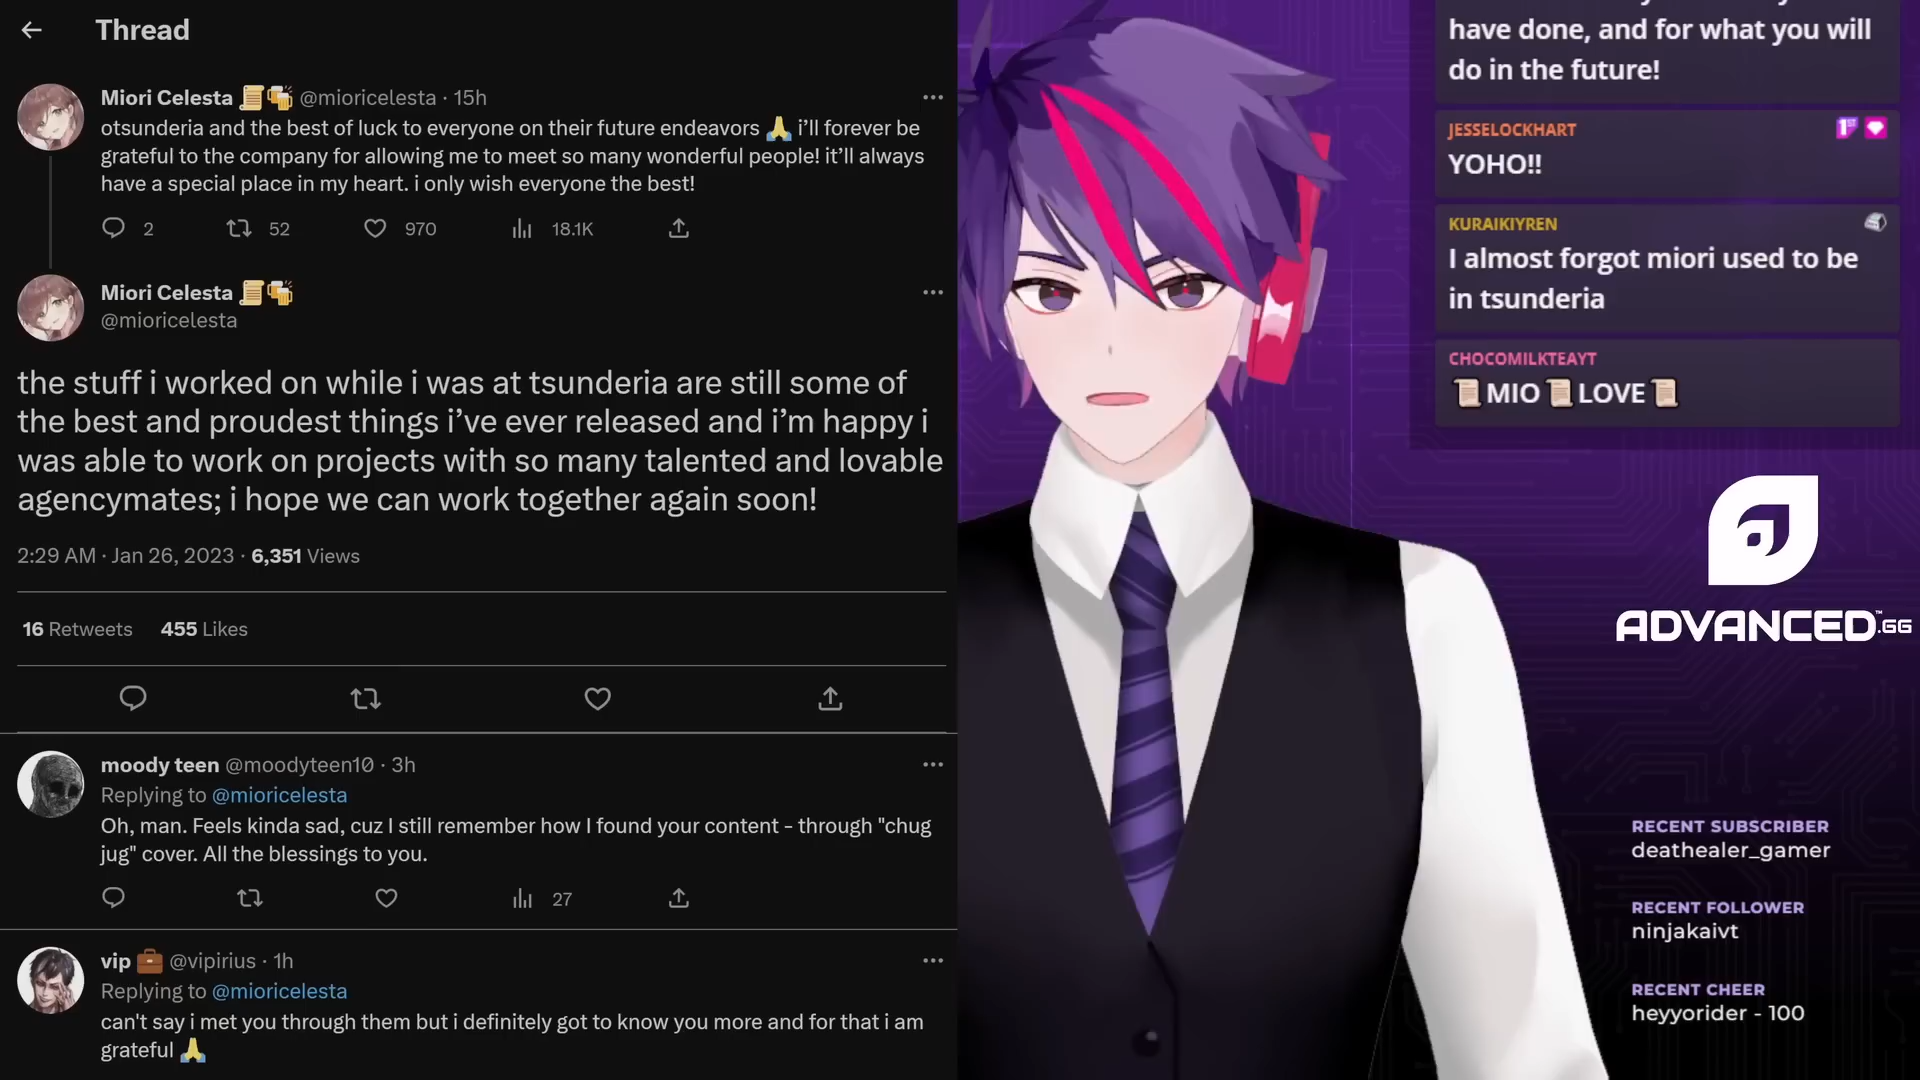 Thread
Miori Celesta 📜🍻 @mioricelesta · 15h
otsunderia and the best of luck to everyone on their future endeavors 🙏 i’ll forever be
grateful to the company for allowing me to meet so many wonderful people! it’ll always
have a special place in my heart. i only wish everyone the best!
2 52 970 18.1K
Miori Celesta 📜🍻
@mioricelesta
the stuff i worked on while i was at tsunderia are still some of
the best and proudest things i’ve ever released and i’m happy i
was able to work on projects with so many talented and lovable
agencymates; i hope we can work together again soon!
2:29 AM · Jan 26, 2023 · 6,351 Views
16 Retweets 455 Likes
moody teen @moodyteen10 · 3h
Replying to @mioricelesta
Oh, man. Feels kinda sad, cuz I still remember how I found your content - through "chug
jug" cover. All the blessings to you.
27
vip 💼 @vipirius · 1h
Replying to @mioricelesta
can't say i met you through them but i definitely got to know you more and for that i am
grateful 🙏
have done, and for what you will
do in the future!
JESSELOCKHART
1ST
YOHO!!
KURAIKIYREN
I almost forgot miori used to be
in tsunderia
CHOCOMILKTEAYT
📜MIO📜LOVE📜
ADVANCED™.GG
RECENT SUBSCRIBER
deathealer_gamer
RECENT FOLLOWER
ninjakaivt
RECENT CHEER
heyyorider - 100